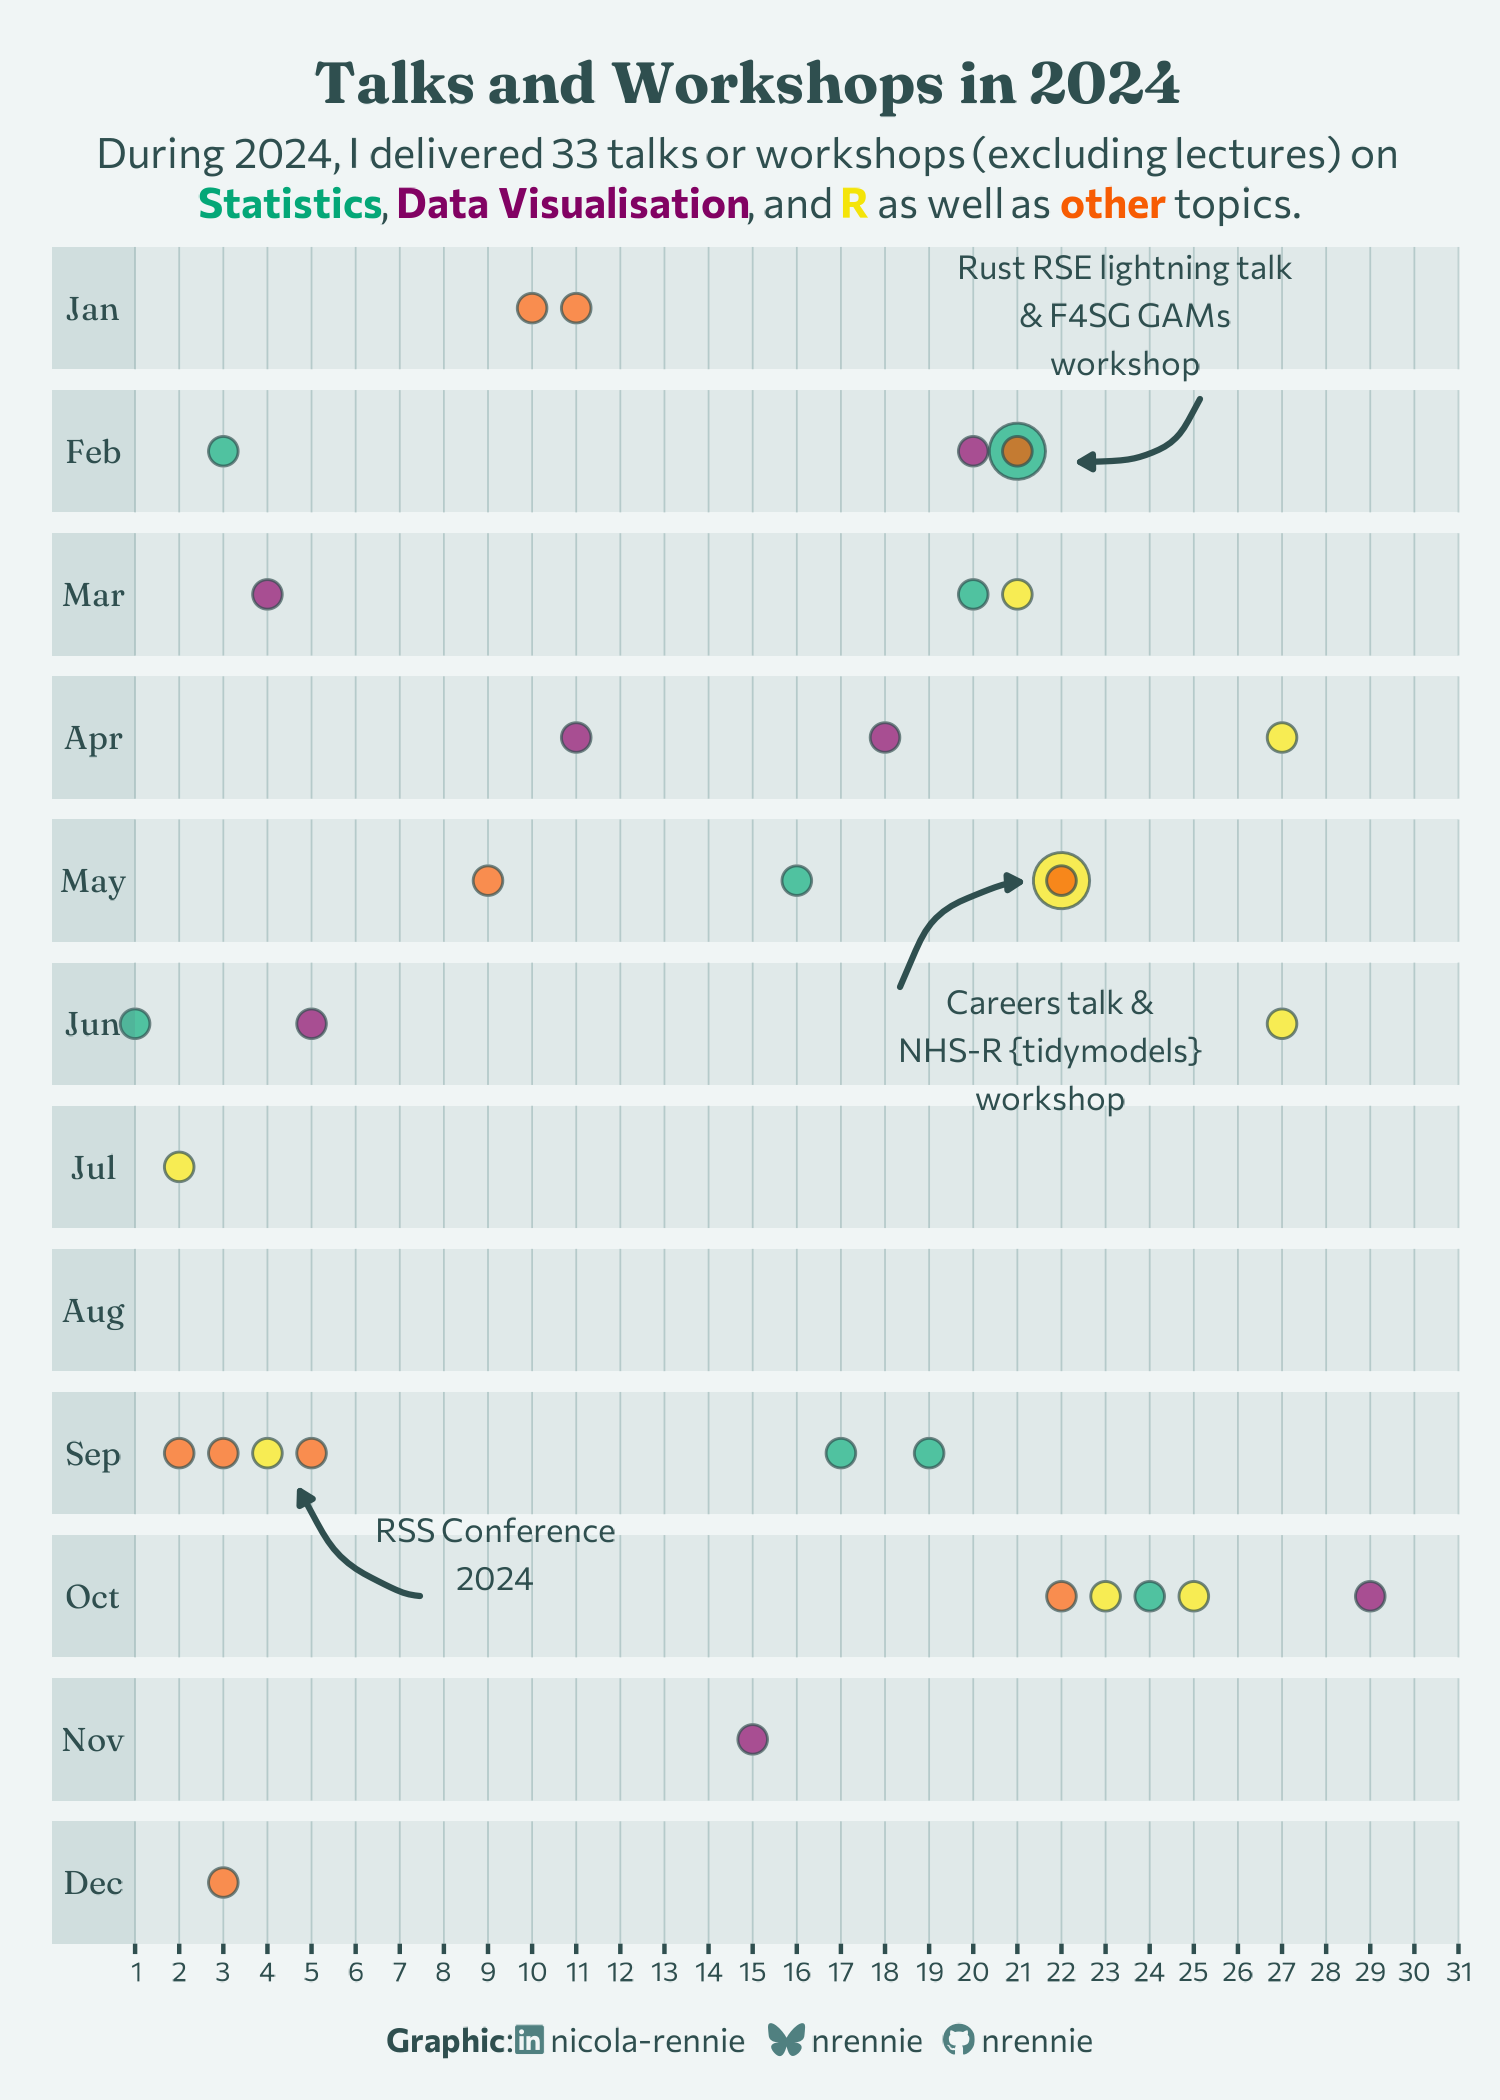 Talks and Workshops in 2024
During 2024, I delivered 33 talks or workshops (excluding lectures) on
Statistics, Data Visualisation, and R as well as other topics.
Jan
Rust RSE lightning talk
& F4SG GAMs
workshop
Feb
Mar
Apr
May
Jun
Careers talk &
NHS-R {tidymodels}
workshop
Jul
Aug
Sep
RSS Conference
2024
Oct
Nov
Dec
1 2 3 4 5 6 7 8 9 10 11 12 13 14 15 16 17 18 19 20 21 22 23 24 25 26 27 28 29 30 31
Graphic: in nicola-rennie nrennie nrennie